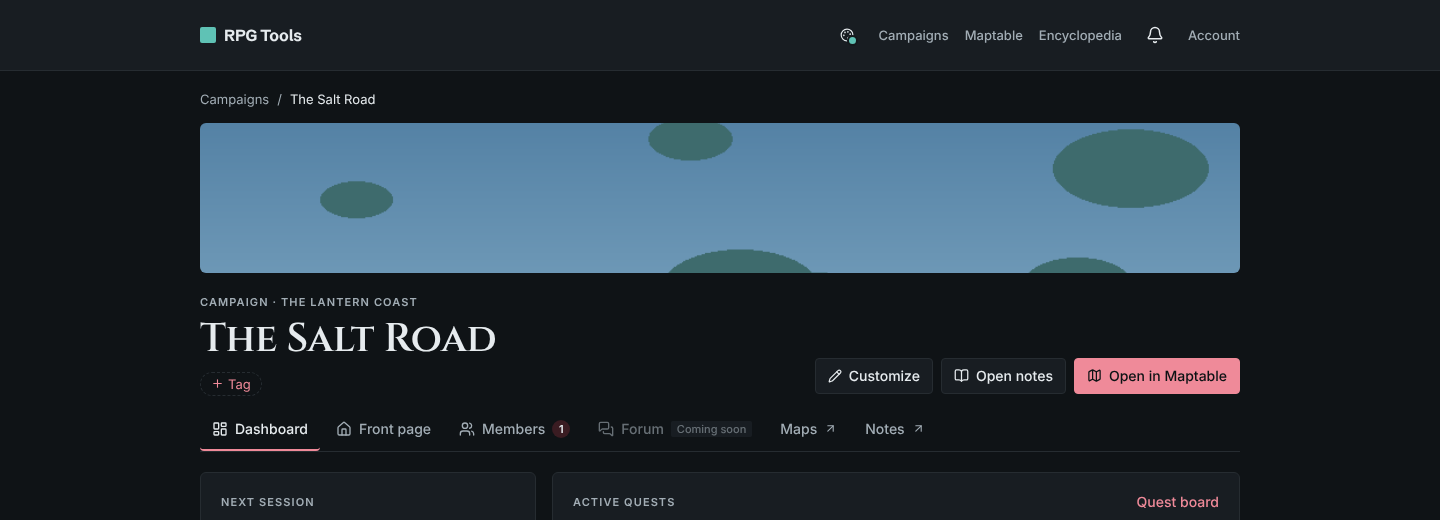 RPG Tools
Campaigns Maptable Encyclopedia Account
Campaigns / The Salt Road
CAMPAIGN · THE LANTERN COAST
The Salt Road
+ Tag
Customize Open notes Open in Maptable
Dashboard Front page Members 1 Forum Coming soon Maps Notes
NEXT SESSION
ACTIVE QUESTS Quest board